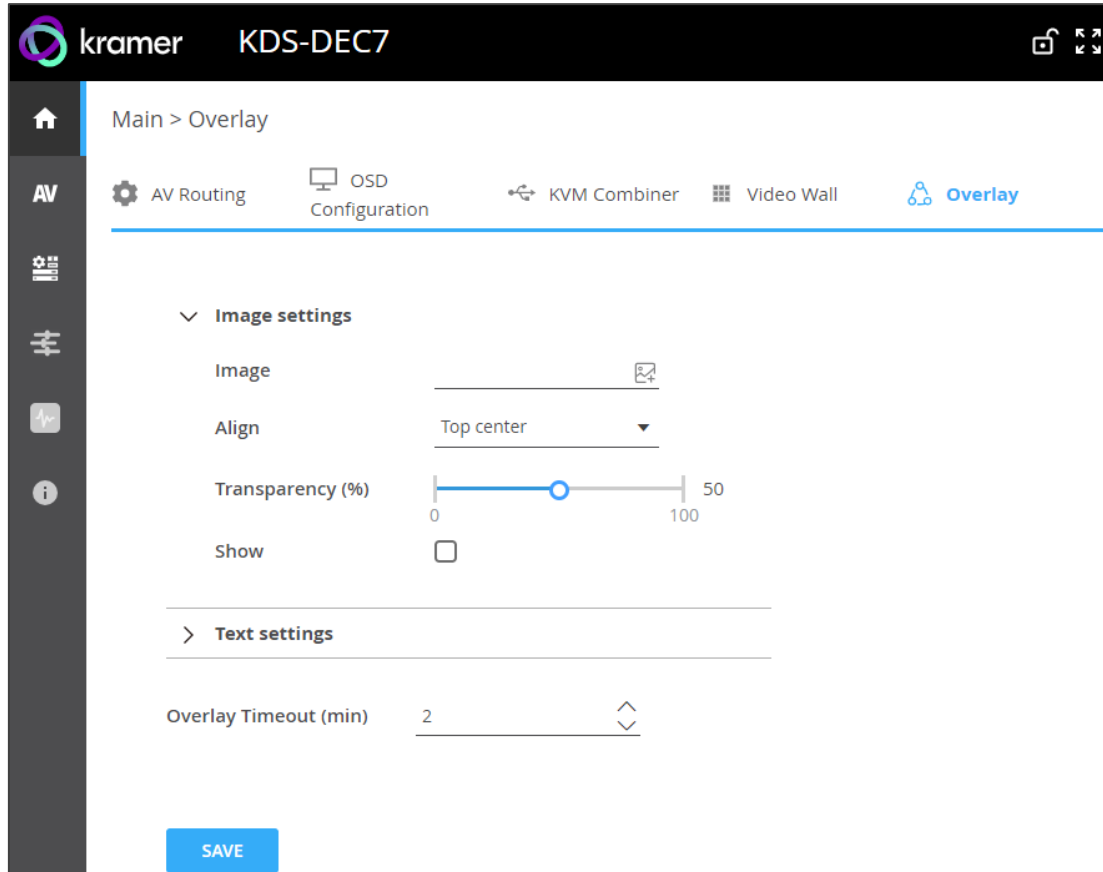 kramer KDS-DEC7
Main > Overlay
AV Routing OSD Configuration KVM Combiner Video Wall Overlay
AV
Image settings
Image
Align Top center
Transparency (%) 50
0 100
Show
Text settings
Overlay Timeout (min) 2
SAVE